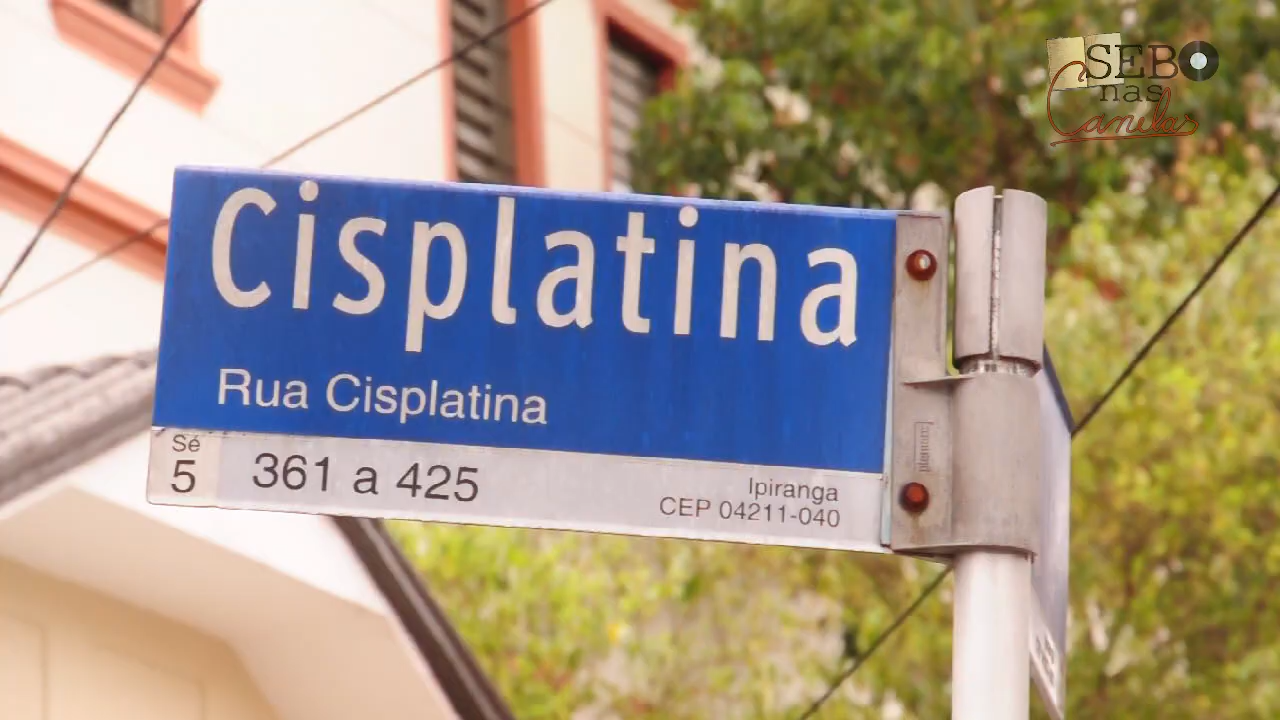 SEBO
nas
Canelas
Cisplatina
Rua Cisplatina
Sé
5
361 a 425
Ipiranga
CEP 04211-040